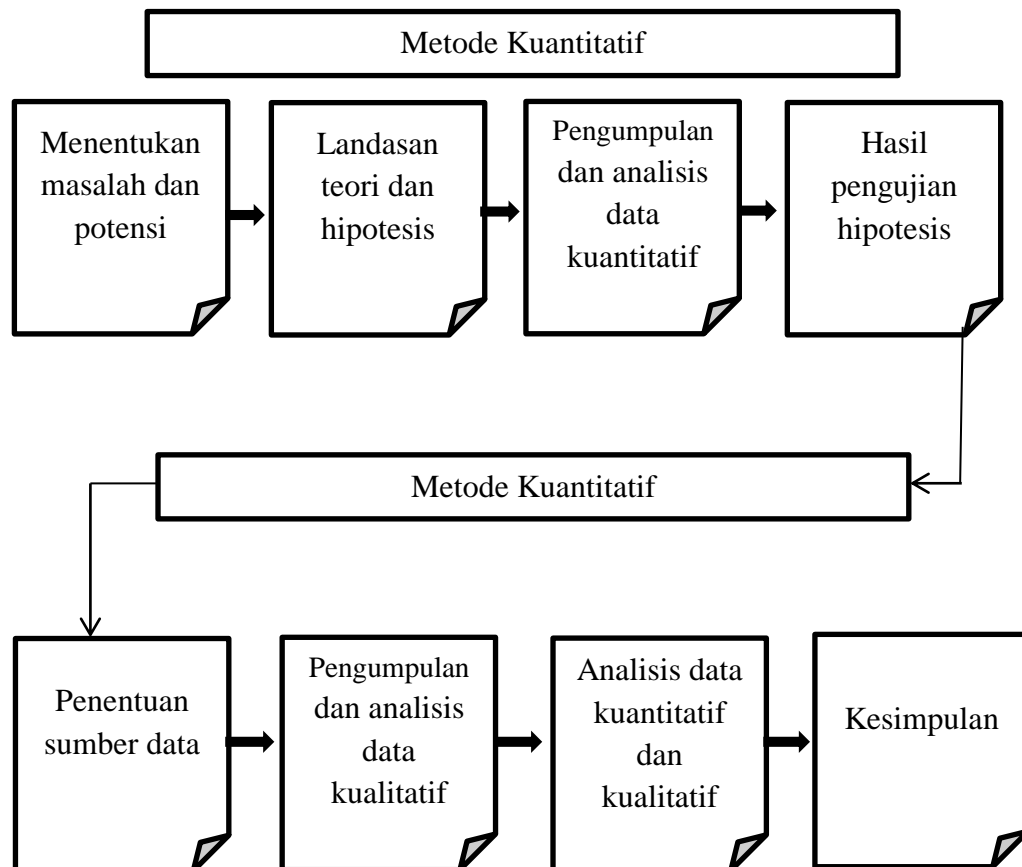 Metode Kuantitatif
Menentukan
masalah dan
potensi
Landasan
teori dan
hipotesis
Pengumpulan
dan analisis
data
kuantitatif
Hasil
pengujian
hipotesis
Metode Kuantitatif
Penentuan
sumber data
Pengumpulan
dan analisis
data
kualitatif
Analisis data
kuantitatif
dan
kualitatif
Kesimpulan